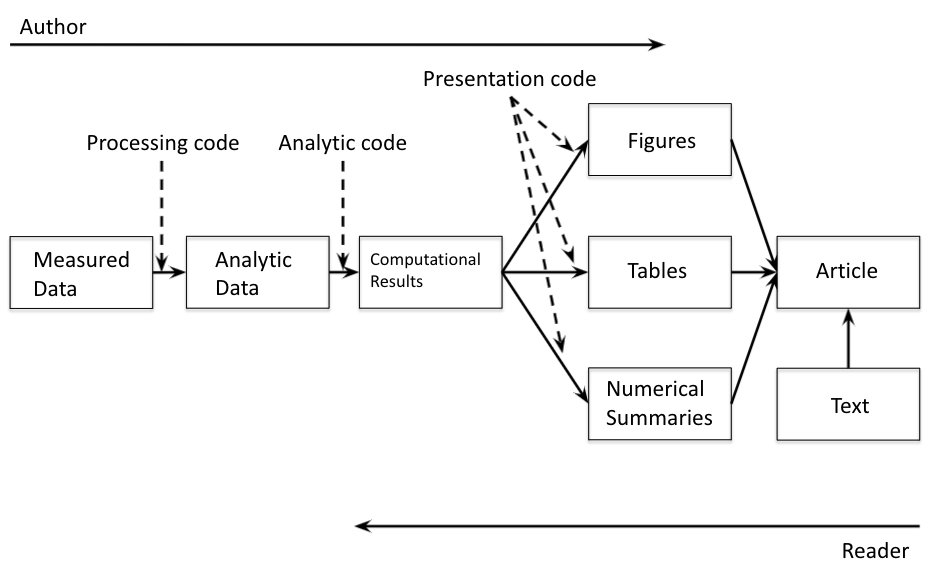 Author
Presentation code
Processing code
Analytic code
Figures
Measured
Data
Analytic
Data
Computational
Results
Tables
Article
Numerical
Summaries
Text
Reader